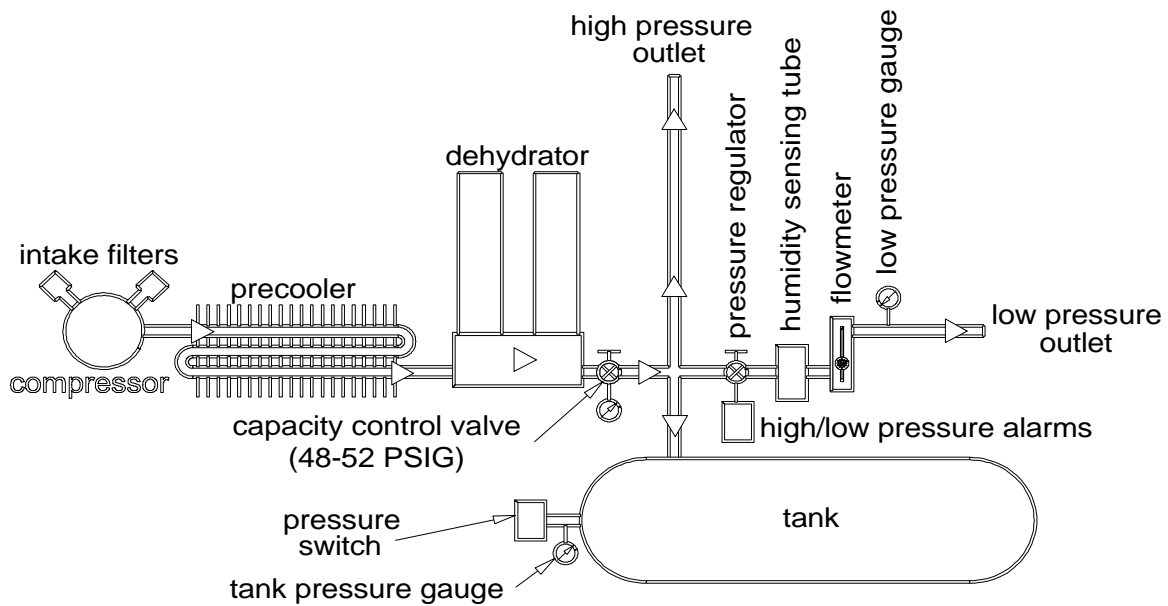 high pressure
outlet
pressure regulator
humidity sensing tube
flowmeter
low pressure gauge
dehydrator
intake filters
precooler
low pressure
outlet
compressor
capacity control valve
(48-52 PSIG)
high/low pressure alarms
pressure
switch
tank
tank pressure gauge